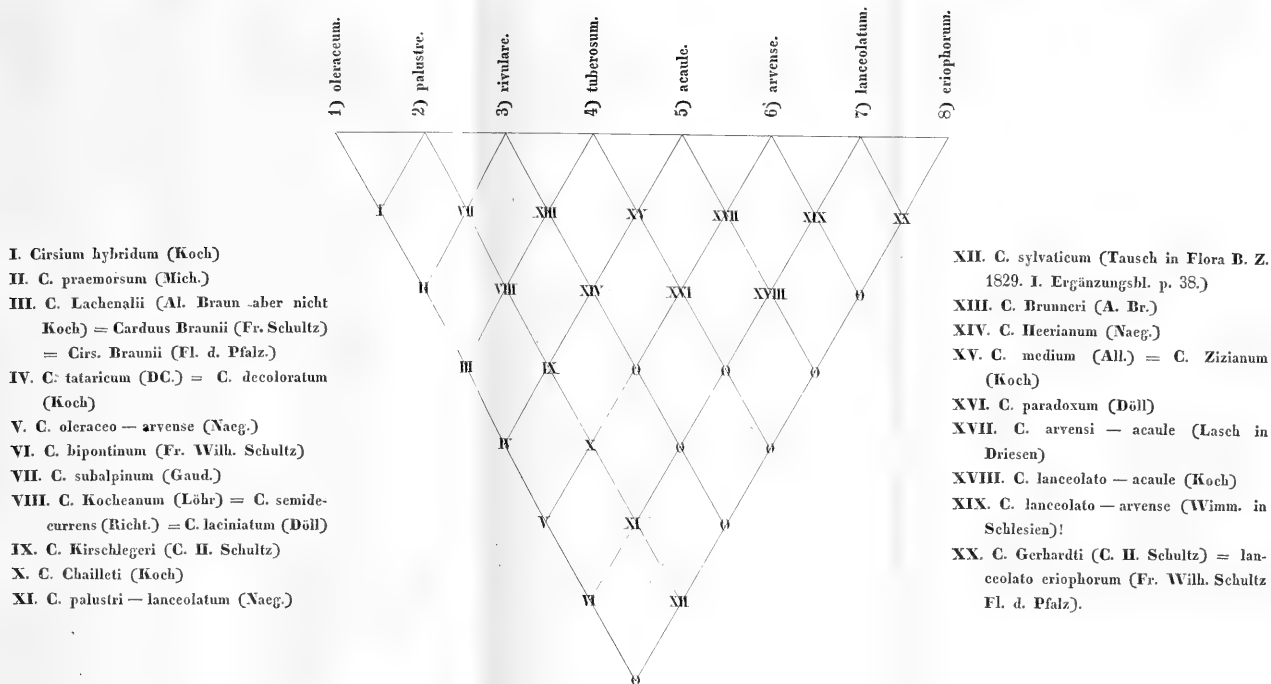 1) oleraceum.
2) palustre.
3) rivulare.
4) tuberosum.
5) acaule.
6) arvense.
7) lanceolatum.
8) eriophorum.
I VII XIII XV XVII XIX XX
II VIII XIV XVI XVIII 0
III IX 0 0 0
IV X 0 0
V XI 0
VI XII
0
I. Cirsium hybridum (Koch)
II. C. praemorsum (Mich.)
III. C. Lachenalii (Al. Braun aber nicht
Koch) = Carduus Braunii (Fr. Schultz)
= Cirs. Braunii (Fl. d. Pfalz.)
IV. C. tataricum (DC.) = C. decoloratum
(Koch)
V. C. oleraceo — arvense (Naeg.)
VI. C. bipontinum (Fr. Wilh. Schultz)
VII. C. subalpinum (Gaud.)
VIII. C. Kocheanum (Löhr) = C. semide-
currens (Richt.) = C. laciniatum (Döll)
IX. C. Kirschlegeri (C. H. Schultz)
X. C. Chailleti (Koch)
XI. C. palustri — lanceolatum (Naeg.)
XII. C. sylvaticum (Tausch in Flora B. Z.
1829. I. Ergänzungsbl. p. 38.)
XIII. C. Brunneri (A. Br.)
XIV. C. Heerianum (Naeg.)
XV. C. medium (All.) = C. Zizianum
(Koch)
XVI. C. paradoxum (Döll)
XVII. C. arvensi — acaule (Lasch in
Driesen)
XVIII. C. lanceolato — acaule (Koch)
XIX. C. lanceolato — arvense (Wimm. in
Schlesien)!
XX. C. Gerhardti (C. H. Schultz) = lan-
ceolato eriophorum (Fr. Wilh. Schultz
Fl. d. Pfalz).